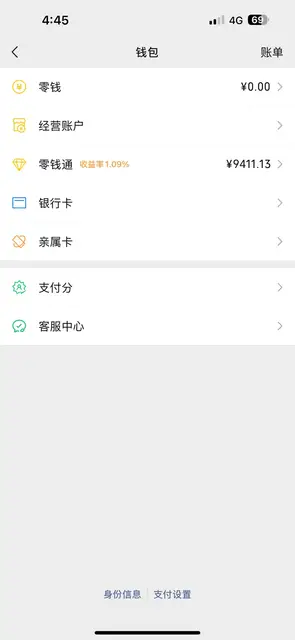 4:45 4G 69
钱包 账单
零钱 ¥0.00
经营账户
零钱通 收益率1.09% ¥9411.13
银行卡
亲属卡
支付分
客服中心
身份信息 支付设置